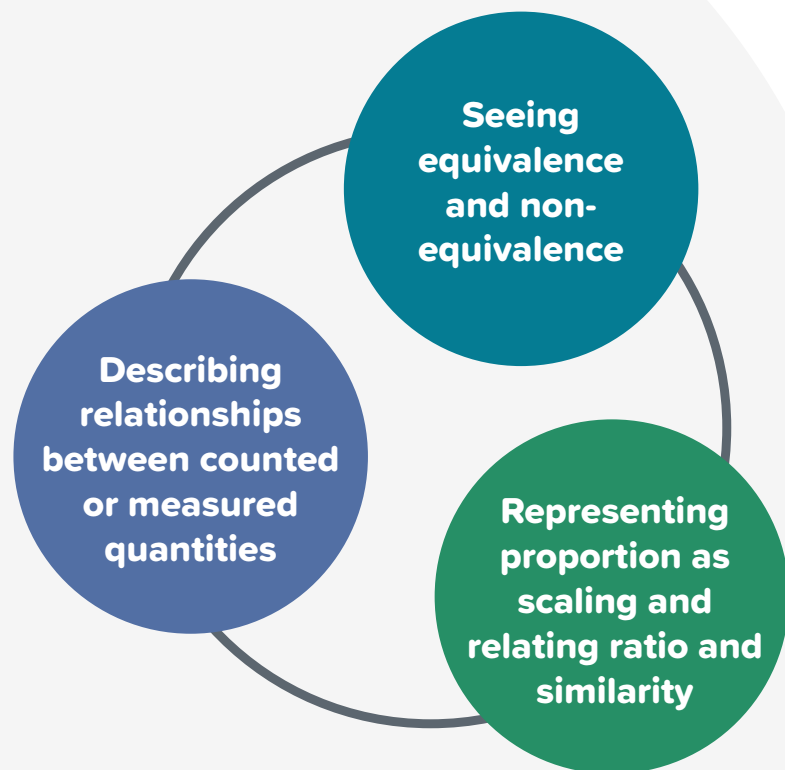 Seeing
equivalence
and non-
equivalence
Describing
relationships
between counted
or measured
quantities
Representing
proportion as
scaling and
relating ratio and
similarity